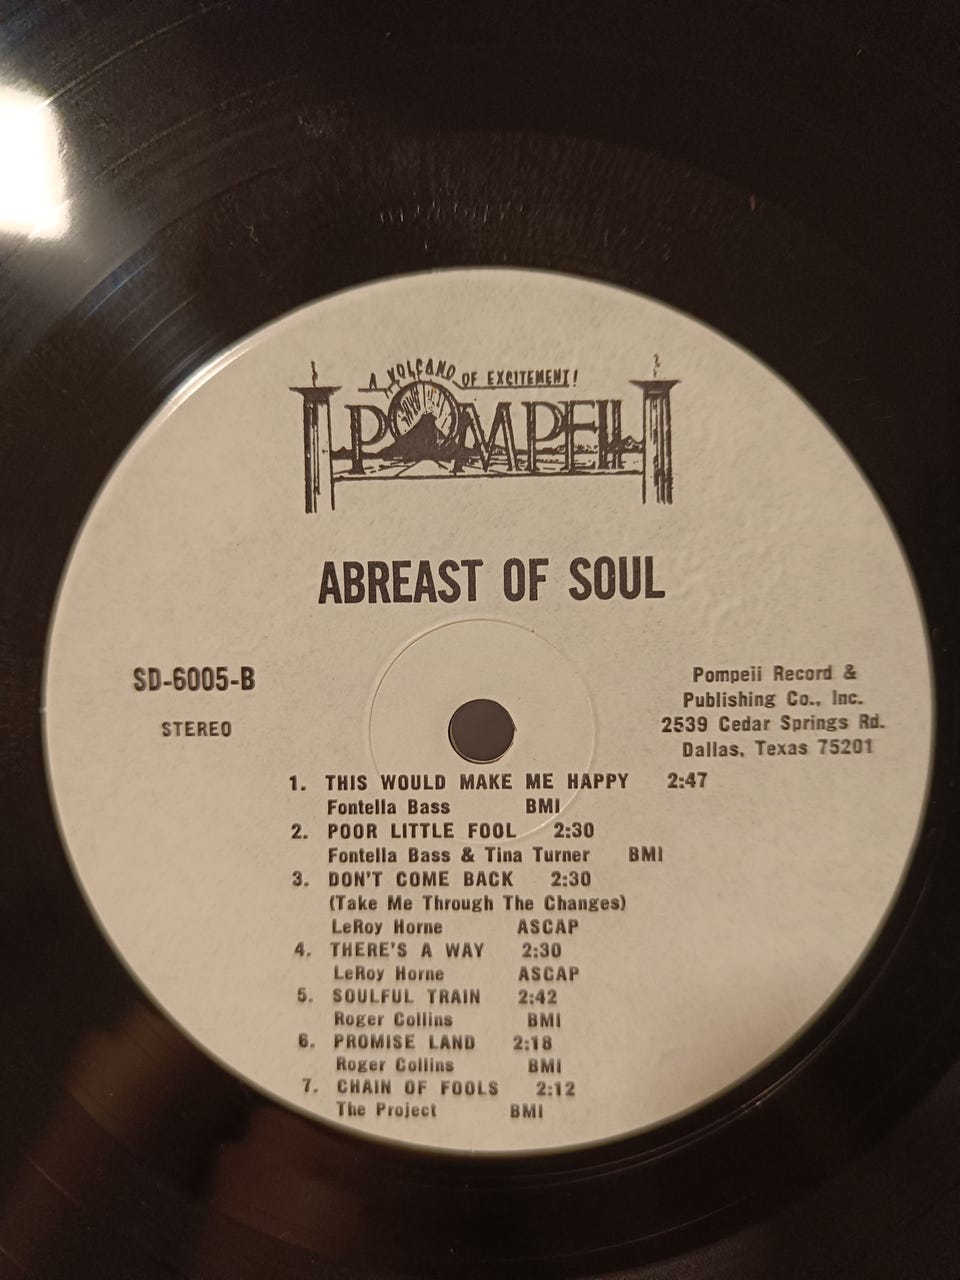 A VOLCANO OF EXCITEMENT!
POMPEII
ABREAST OF SOUL
SD-6005-B
STEREO
Pompeii Record &
Publishing Co., Inc.
2539 Cedar Springs Rd.
Dallas, Texas 75201
1. THIS WOULD MAKE ME HAPPY 2:47
Fontella Bass BMI
2. POOR LITTLE FOOL 2:30
Fontella Bass & Tina Turner BMI
3. DON'T COME BACK 2:30
(Take Me Through The Changes)
LeRoy Horne ASCAP
4. THERE'S A WAY 2:30
LeRoy Horne ASCAP
5. SOULFUL TRAIN 2:42
Roger Collins BMI
6. PROMISE LAND 2:18
Roger Collins BMI
7. CHAIN OF FOOLS 2:12
The Project BMI